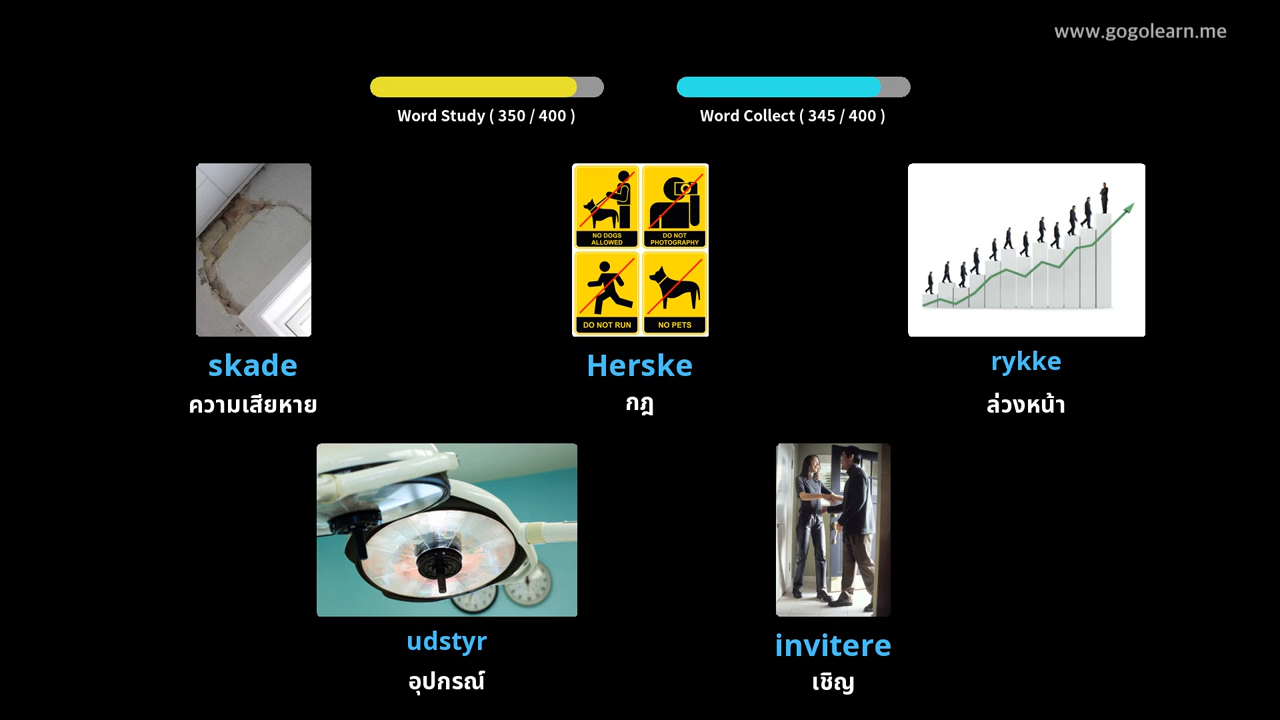 www.gogolearn.me
Word Study ( 350 / 400 )
Word Collect ( 345 / 400 )
NO DOGS
ALLOWED
DO NOT
PHOTOGRAPHY
DO NOT RUN
NO PETS
skade
ความเสียหาย
Herske
กฎ
rykke
ล่วงหน้า
udstyr
อุปกรณ์
invitere
เชิญ